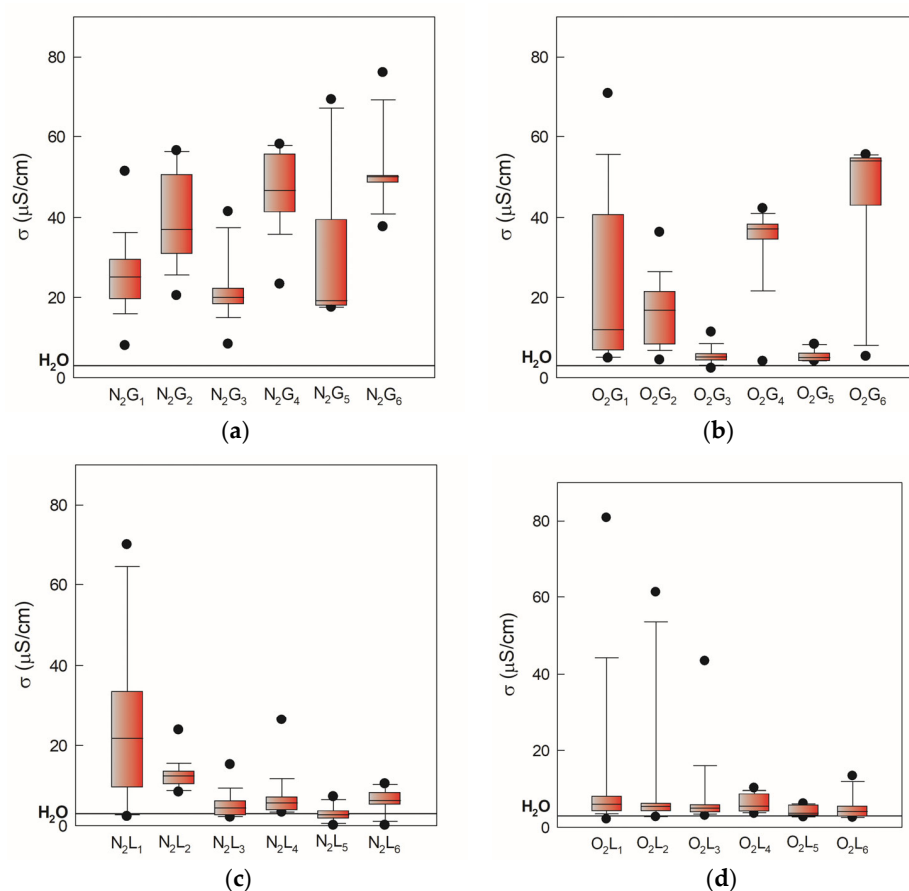 80
60
40
20
0
σ (μS/cm)
H₂O
N₂G₁ N₂G₂ N₂G₃ N₂G₄ N₂G₅ N₂G₆
(a)
80
60
40
20
0
σ (μS/cm)
H₂O
O₂G₁ O₂G₂ O₂G₃ O₂G₄ O₂G₅ O₂G₆
(b)
80
60
40
20
0
σ (μS/cm)
H₂O
N₂L₁ N₂L₂ N₂L₃ N₂L₄ N₂L₅ N₂L₆
(c)
80
60
40
20
0
σ (μS/cm)
H₂O
O₂L₁ O₂L₂ O₂L₃ O₂L₄ O₂L₅ O₂L₆
(d)